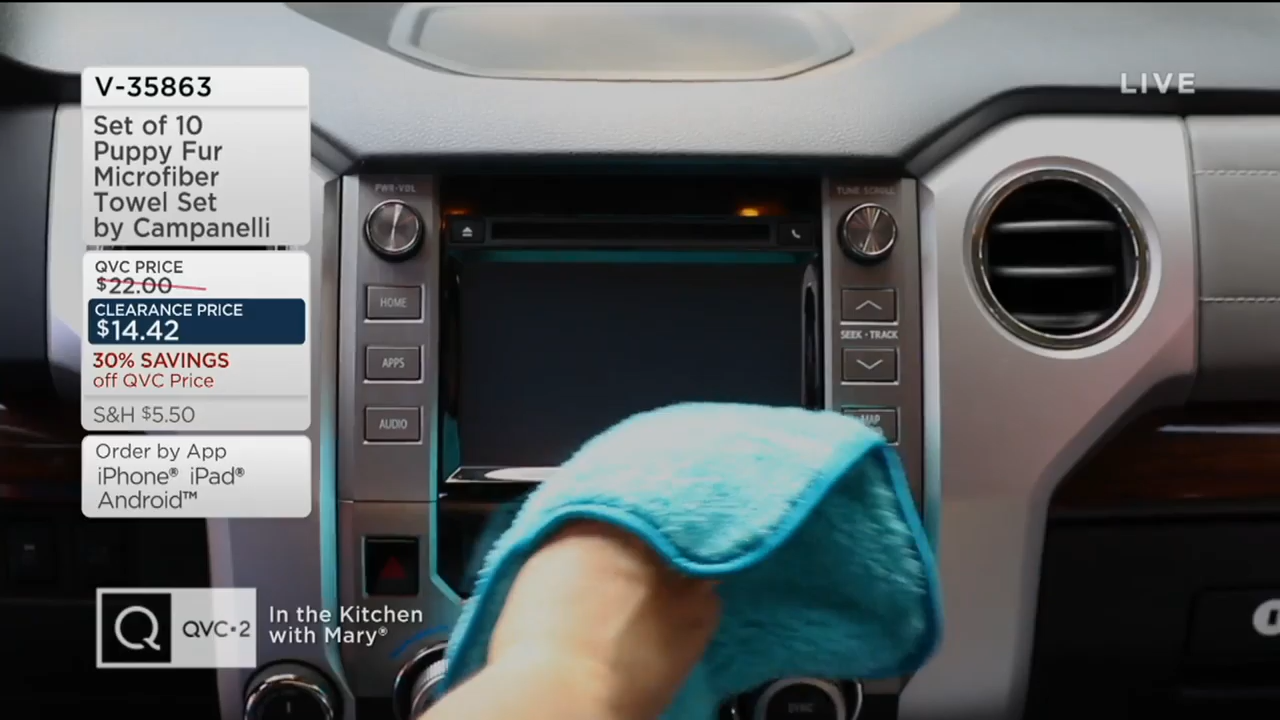 V-35863
Set of 10
Puppy Fur
Microfiber
Towel Set
by Campanelli
QVC PRICE
$22.00
CLEARANCE PRICE
$14.42
30% SAVINGS
off QVC Price
S&H $5.50
Order by App
iPhone® iPad®
Android™
Q QVC•2
In the Kitchen
with Mary®
LIVE
PWR•VOL
HOME
APPS
AUDIO
TUNE SCROLL
SEEK • TRACK
MAP
SYNC